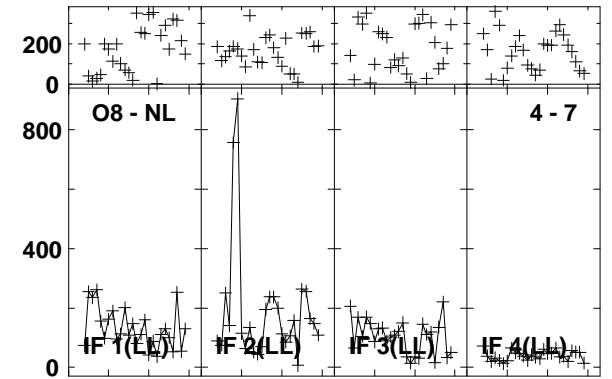 200
0
O8 - NL
4 - 7
800
400
0
IF 1(LL)
IF 2(LL)
IF 3(LL)
IF 4(LL)